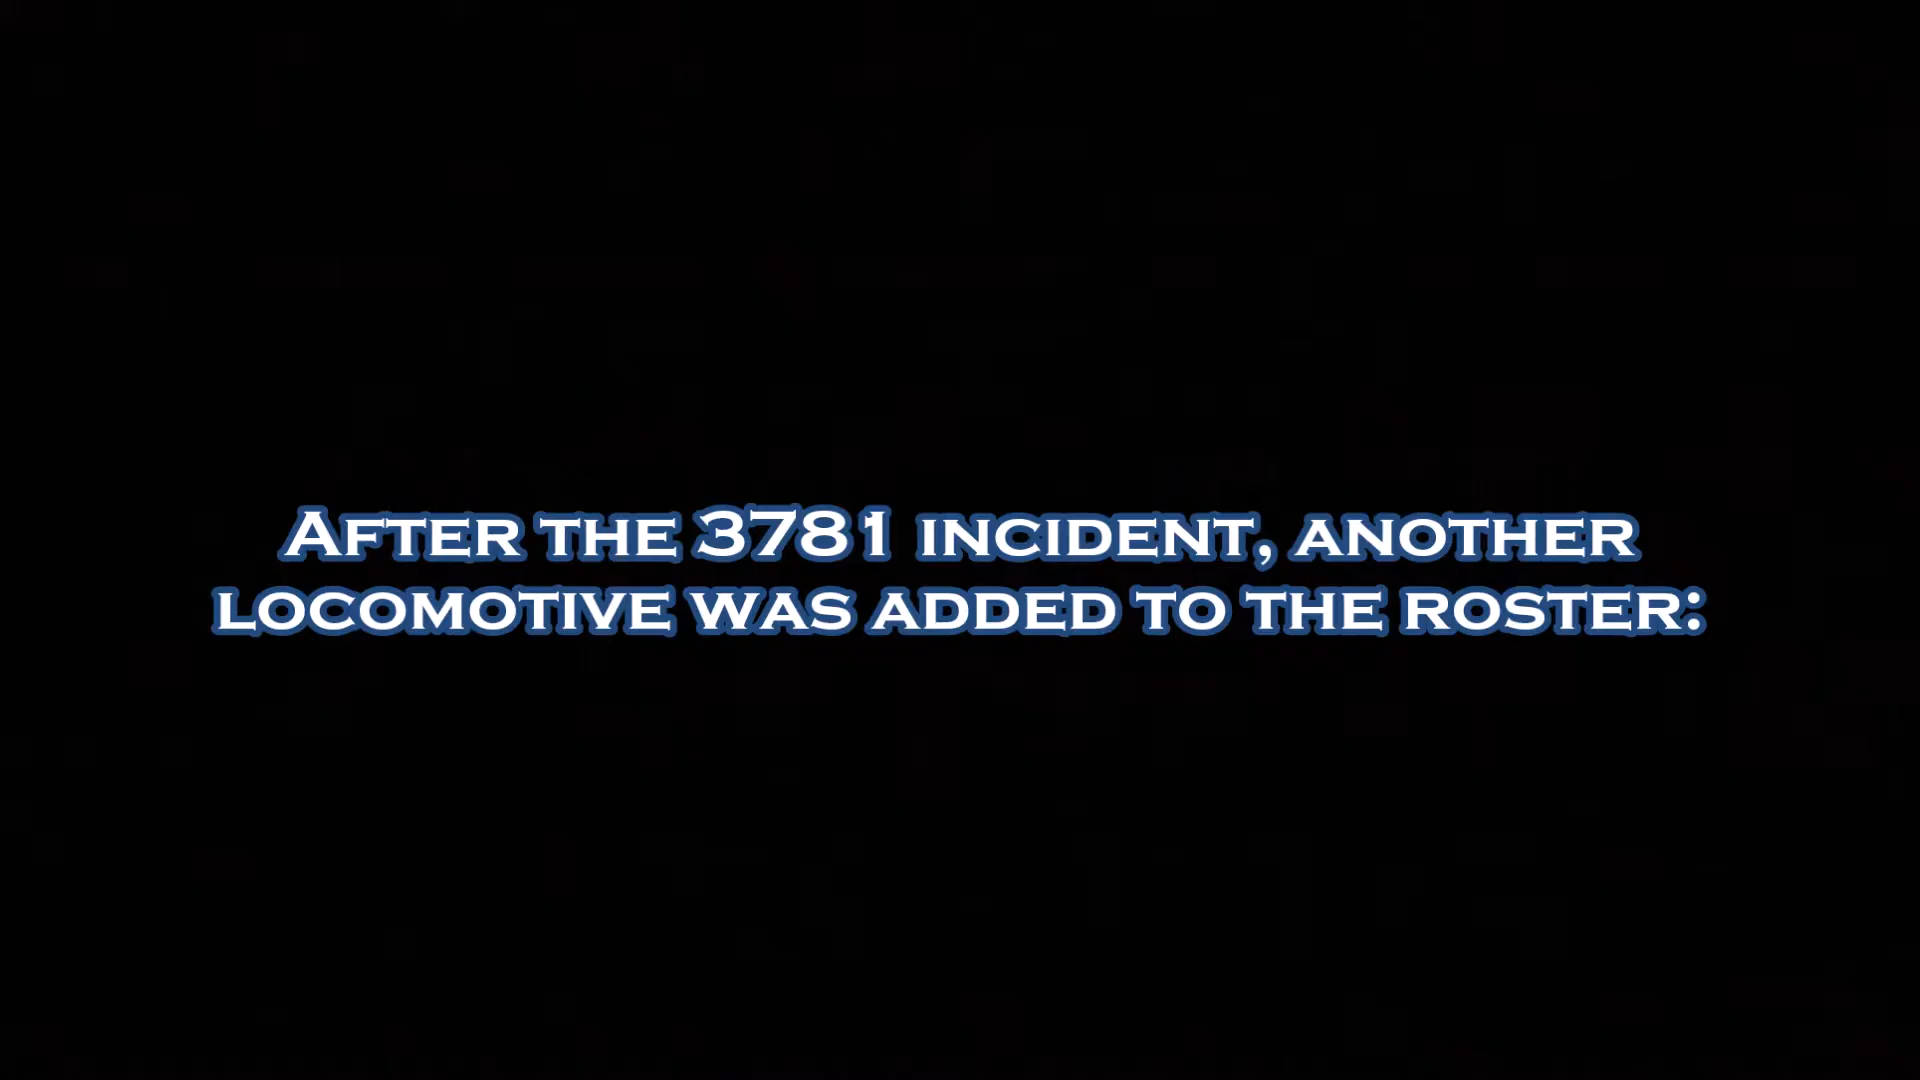 After the 3781 incident, another
locomotive was added to the roster: